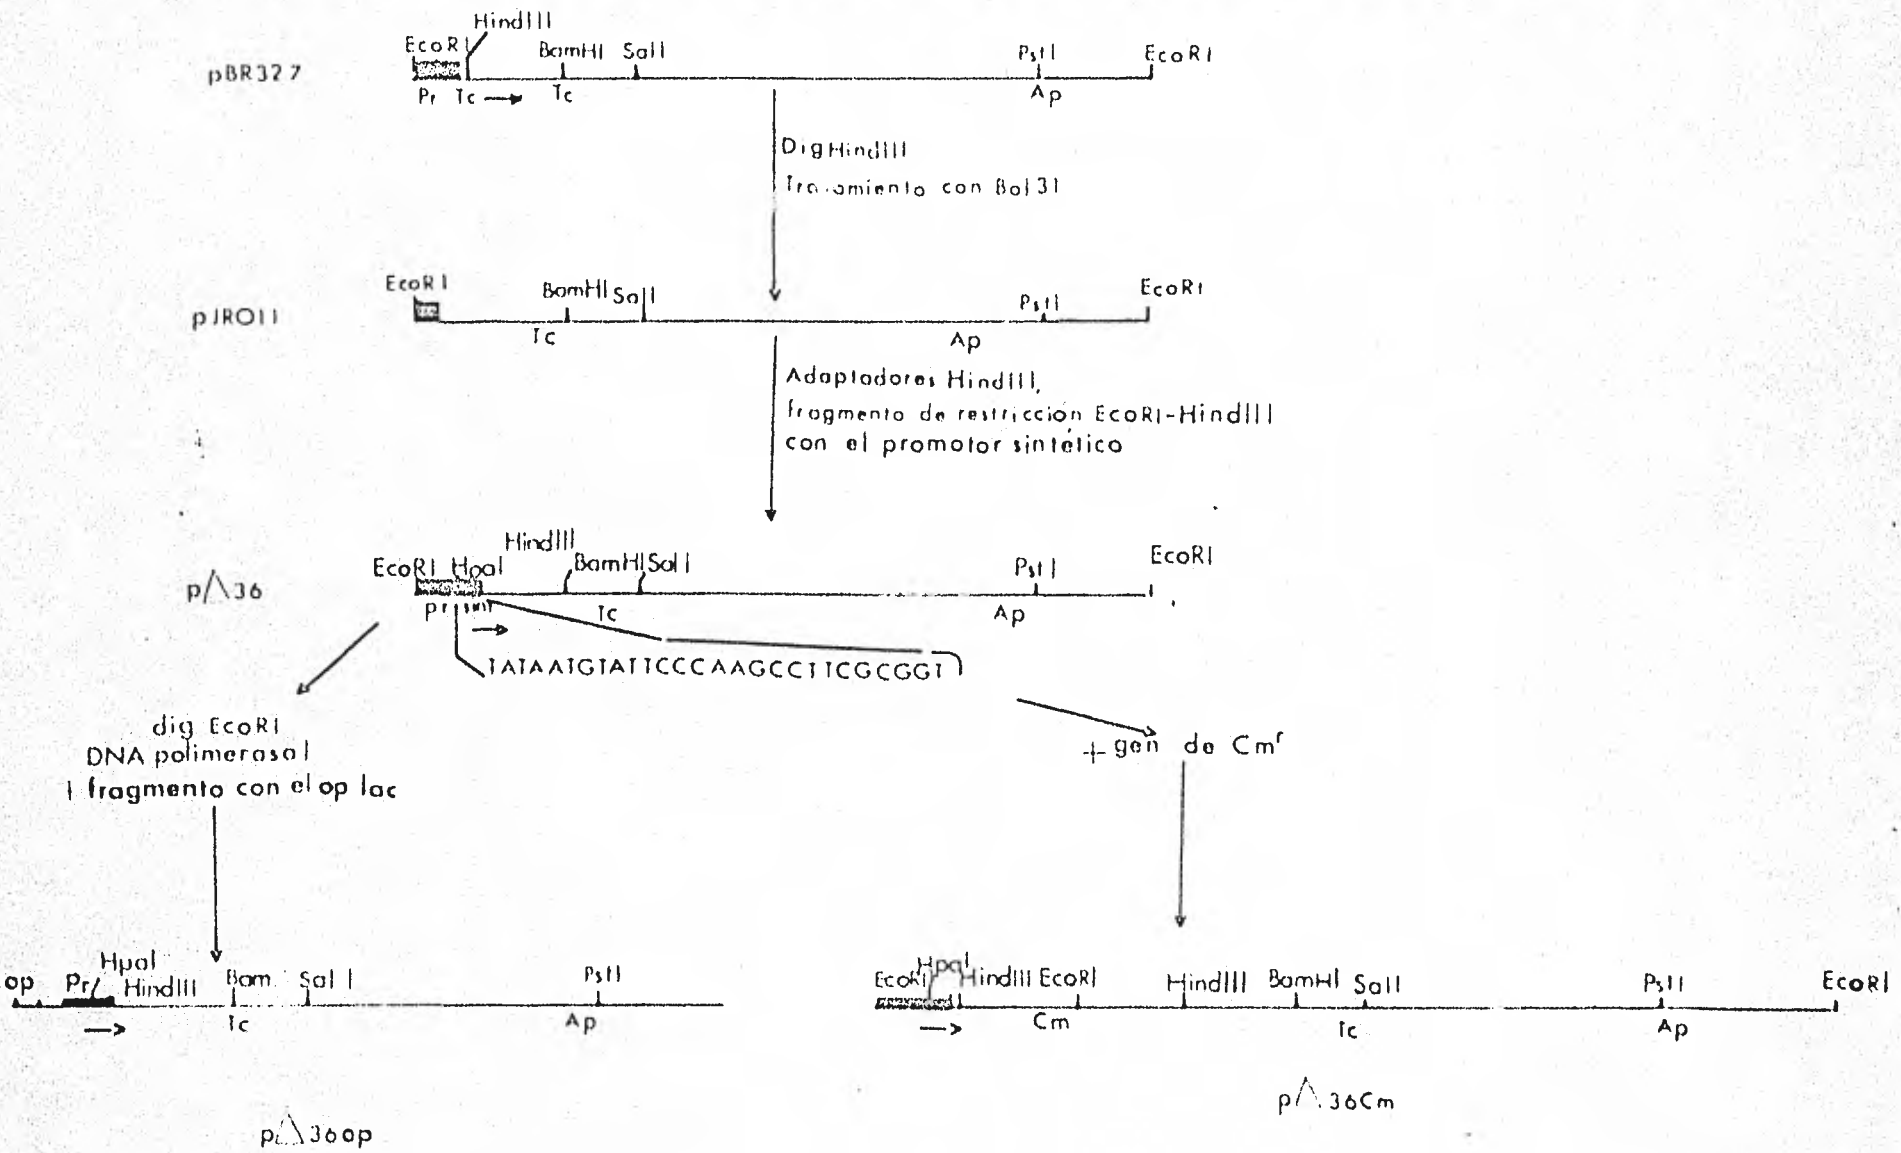 HindIII
EcoRI
BamHI SalI
PstI
EcoRI
pBR327
Pr Tc
Tc
Ap
Dig HindIII
Tratamiento con Bal31
EcoRI
BamHI SalI
PstI
EcoRI
pJRO11
Tc
Ap
Adaptadores HindIII,
fragmento de restricción EcoRI-HindIII
con el promotor sintético
HindIII
EcoRI HpaI
BamHI SalI
PstI
EcoRI
p△36
pr sint
Tc
Ap
TATAATGTATTCCCAAGCCTTCGCGGT
dig EcoRI
DNA polimerasa I
+ fragmento con el op lac
+ gen de Cmʳ
op Pr
HpaI
HindIII
Bam
Sal I
PstI
Tc
Ap
EcoRI
HpaI
HindIII EcoRI
HindIII
BamHI
SalI
PstI
EcoRI
Cm
Tc
Ap
p△36op
p△36Cm